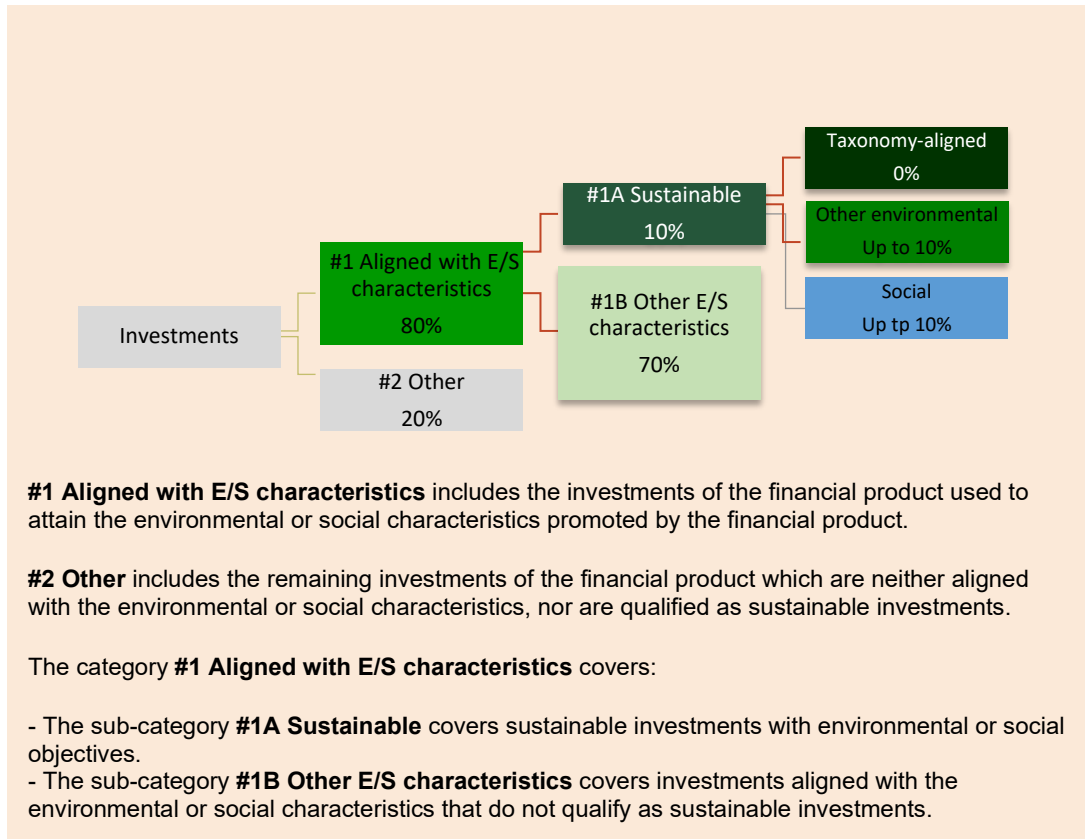 Taxonomy-aligned
0%
#1A Sustainable
10%
Other environmental
Up to 10%
#1 Aligned with E/S
characteristics
80%
#1B Other E/S
characteristics
70%
Social
Up tp 10%
Investments
#2 Other
20%
#1 Aligned with E/S characteristics includes the investments of the financial product used to
attain the environmental or social characteristics promoted by the financial product.
#2 Other includes the remaining investments of the financial product which are neither aligned
with the environmental or social characteristics, nor are qualified as sustainable investments.
The category #1 Aligned with E/S characteristics covers:
- The sub-category #1A Sustainable covers sustainable investments with environmental or social
objectives.
- The sub-category #1B Other E/S characteristics covers investments aligned with the
environmental or social characteristics that do not qualify as sustainable investments.